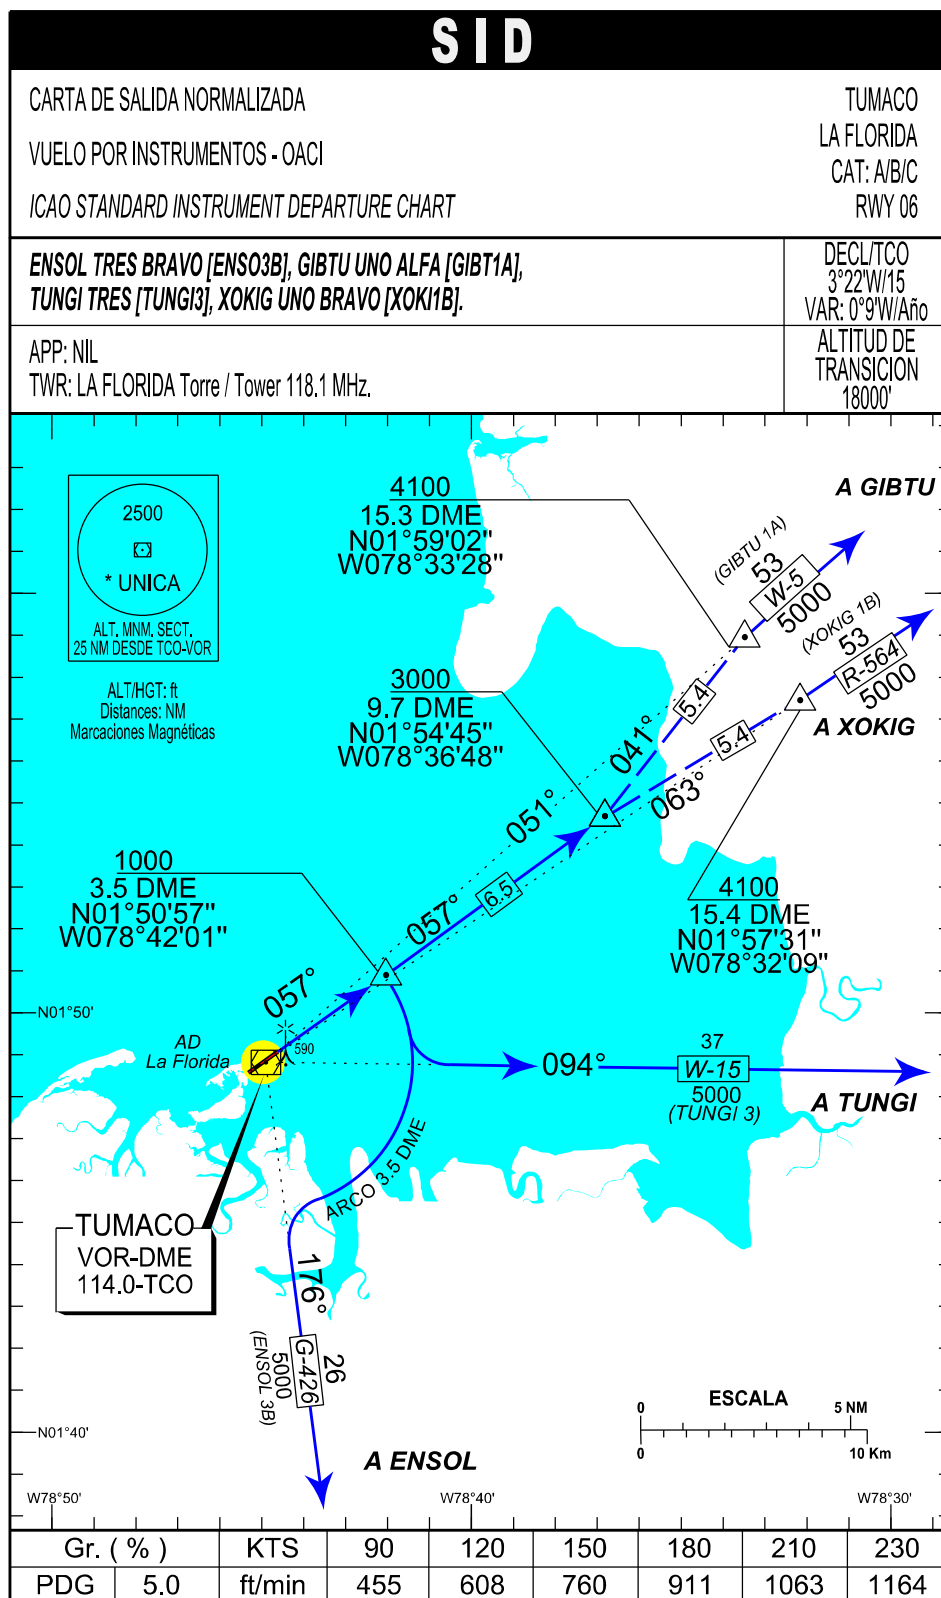 SID
CARTA DE SALIDA NORMALIZADA
VUELO POR INSTRUMENTOS - OACI
ICAO STANDARD INSTRUMENT DEPARTURE CHART
TUMACO
LA FLORIDA
CAT: A/B/C
RWY 06
ENSOL TRES BRAVO [ENSO3B], GIBTU UNO ALFA [GIBT1A],
TUNGI TRES [TUNGI3], XOKIG UNO BRAVO [XOKI1B].
DECL/TCO
3°22'W/15
VAR: 0°9'W/Año
APP: NIL
TWR: LA FLORIDA Torre / Tower 118.1 MHz.
ALTITUD DE
TRANSICION
18000'
2500
* UNICA
ALT. MNM. SECT.
25 NM DESDE TCO-VOR
ALT/HGT: ft
Distances: NM
Marcaciones Magnéticas
4100
15.3 DME
N01°59'02"
W078°33'28"
A GIBTU
(GIBTU 1A)
53
W-5
5000
(XOKIG 1B)
53
R-564
5000
A XOKIG
3000
9.7 DME
N01°54'45"
W078°36'48"
5.4
041°
5.4
063°
051°
1000
3.5 DME
N01°50'57"
W078°42'01"
6.5
057°
4100
15.4 DME
N01°57'31"
W078°32'09"
057°
N01°50'
AD
La Florida
590
094°
37
W-15
5000
(TUNGI 3)
A TUNGI
ARCO 3.5 DME
TUMACO
VOR-DME
114.0-TCO
176°
26
G-426
5000
(ENSOL 3B)
A ENSOL
N01°40'
ESCALA
0 5 NM
0 10 Km
W78°50'
W78°40'
W78°30'
Gr. ( % ) KTS 90 120 150 180 210 230
PDG 5.0 ft/min 455 608 760 911 1063 1164